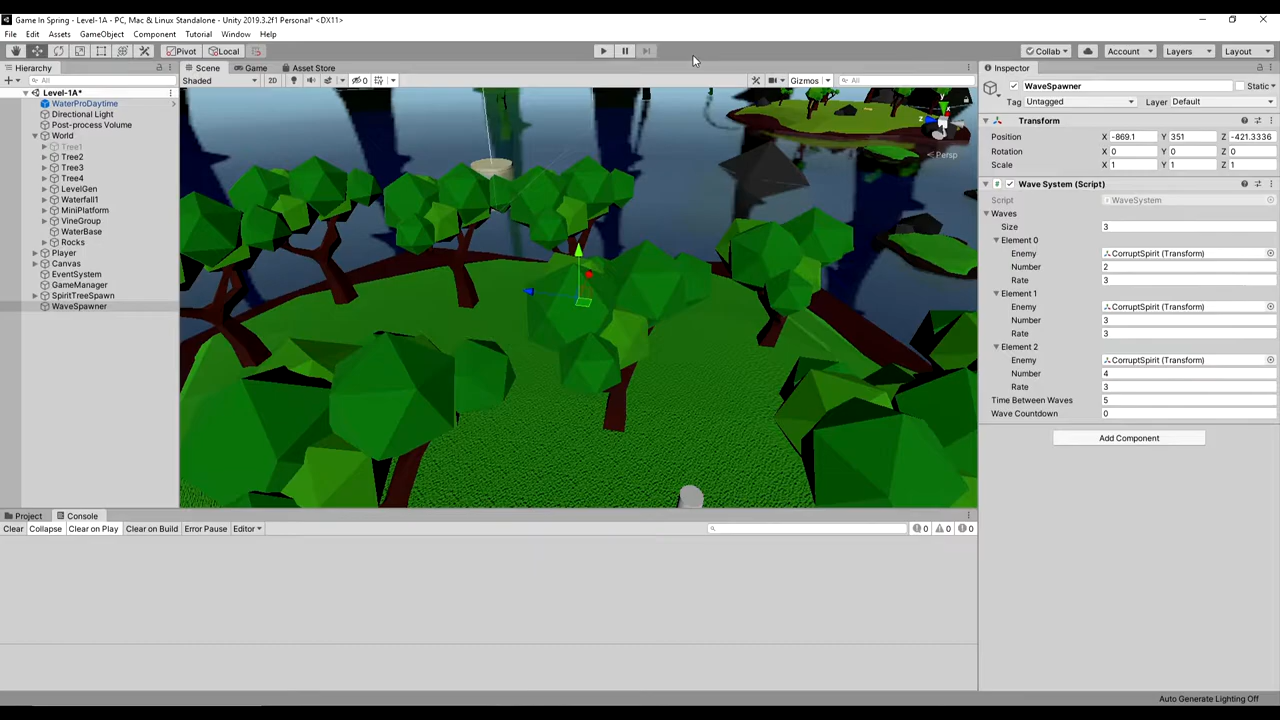 Game In Spring - Level-1A - PC, Mac & Linux Standalone - Unity 2019.3.2f1 Personal* <DX11>
File Edit Assets GameObject Component Tutorial Window Help
Pivot Local Collab Account Layers Layout
Hierarchy Scene Game Asset Store Inspector
All Shaded 2D 0 Gizmos All WaveSpawner Static
Level-1A* Tag Untagged Layer Default
WaterProDaytime
Directional Light Transform
Post-process Volume
World Position X -869.1 Y 351 Z -421.3336
Tree1 Rotation X 0 Y 0 Z 0
Tree2 Persp
Tree3 Scale X 1 Y 1 Z 1
Tree4
LevelGen Wave System (Script)
Waterfall1 Script WaveSystem
MiniPlatform Waves
VineGroup Size 3
WaterBase
Rocks Element 0
Player Enemy CorruptSpirit (Transform)
Canvas Number 2
EventSystem
GameManager Rate 3
SpiritTreeSpawn Element 1
WaveSpawner Enemy CorruptSpirit (Transform)
Number 3
Rate 3
Element 2
Enemy CorruptSpirit (Transform)
Number 4
Rate 3
Time Between Waves 5
Wave Countdown 0
Add Component
y
x
z
Project Console
Clear Collapse Clear on Play Clear on Build Error Pause Editor 0 0 0
Auto Generate Lighting Off